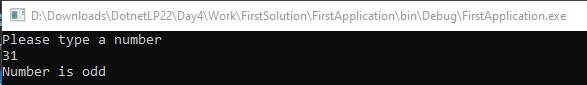 D:\Downloads\DotnetLP22\Day4\Work\FirstSolution\FirstApplication\bin\Debug\FirstApplication.exe
Please type a number
31
Number is odd